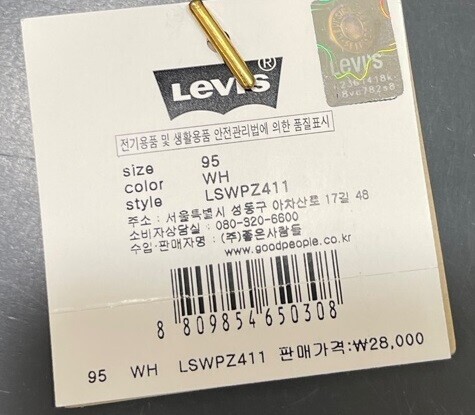 Levi's®
Levi's
전기용품 및 생활용품 안전관리법에 의한 품질표시
size 95
color WH
style LSWPZ411
주소 : 서울특별시 성동구 아차산로 17길 48
소비자상담실 : 080-320-6600
수입·판매자명 : (주)좋은사람들
www.goodpeople.co.kr
8 809854 650308
95 WH LSWPZ411 판매가격:₩28,000